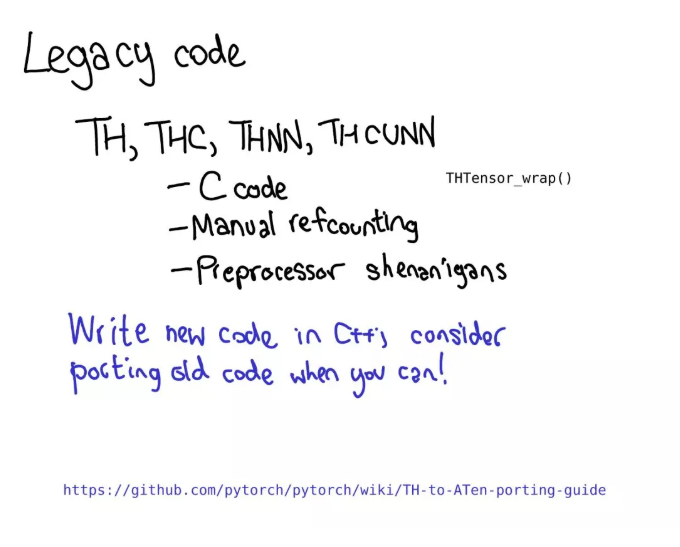 Legacy code
TH, THC, THNN, THCUNN
- C code
THTensor_wrap()
- Manual refcounting
- Preprocessor shenanigans
Write new code in C++; consider
porting old code when you can!
https://github.com/pytorch/pytorch/wiki/TH-to-ATen-porting-guide